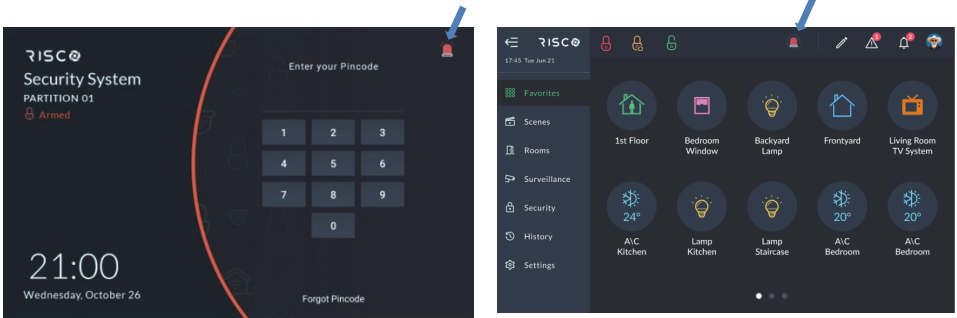 RISCO
Security System
PARTITION 01
Armed
21:00
Wednesday, October 26
Enter your Pincode
1 2 3
4 5 6
7 8 9
0
Forgot Pincode
RISCO
17:45 Tue Jun 21
1
2
Favorites
Scenes
Rooms
Surveillance
Security
History
Settings
1st Floor
Bedroom
Window
Backyard
Lamp
Frontyard
Living Room
TV System
24°
A\C
Kitchen
Lamp
Kitchen
Lamp
Staircase
20°
A\C
Bedroom
20°
A\C
Bedroom